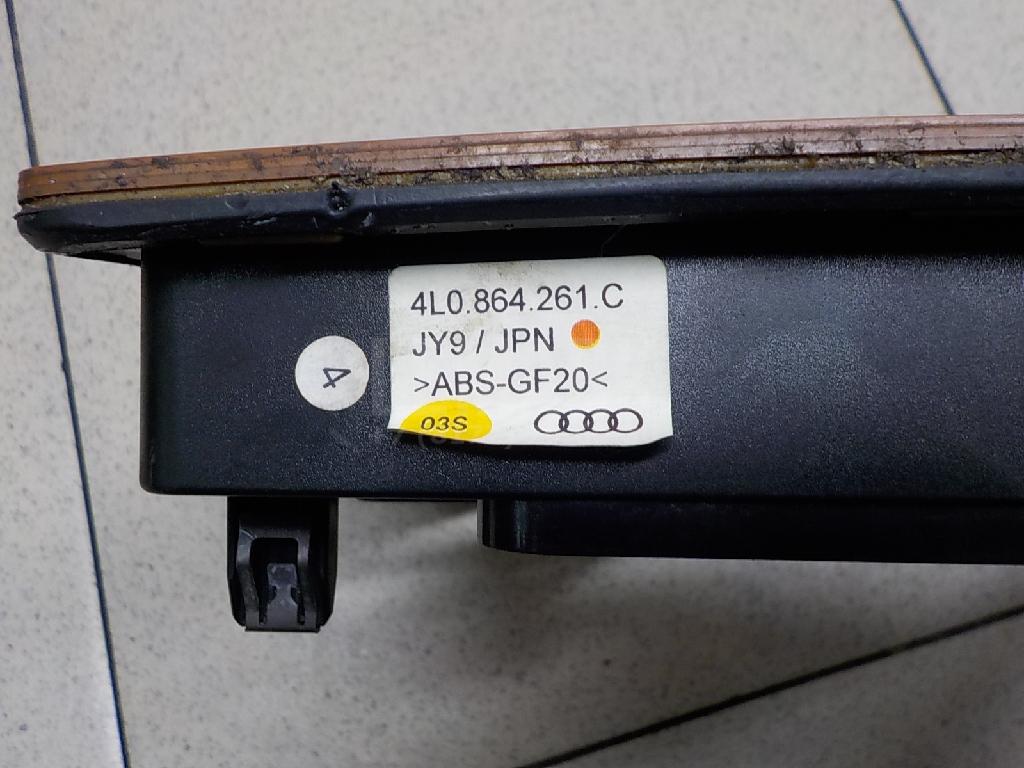 4L0.864.261.C
JY9 / JPN
>ABS-GF20<
03S
4